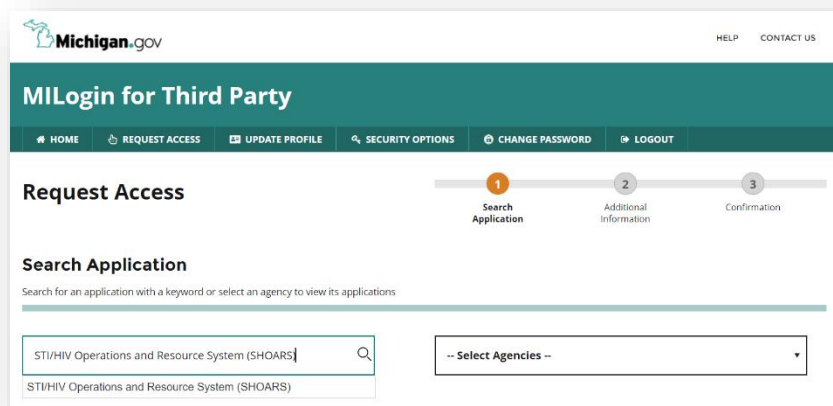 Michigan.gov
HELP CONTACT US
MILogin for Third Party
HOME REQUEST ACCESS UPDATE PROFILE SECURITY OPTIONS CHANGE PASSWORD LOGOUT
Request Access
1 2 3
Search Application
Additional Information
Confirmation
Search Application
Search for an application with a keyword or select an agency to view its applications
STI/HIV Operations and Resource System (SHOARS)
-- Select Agencies --
STI/HIV Operations and Resource System (SHOARS)